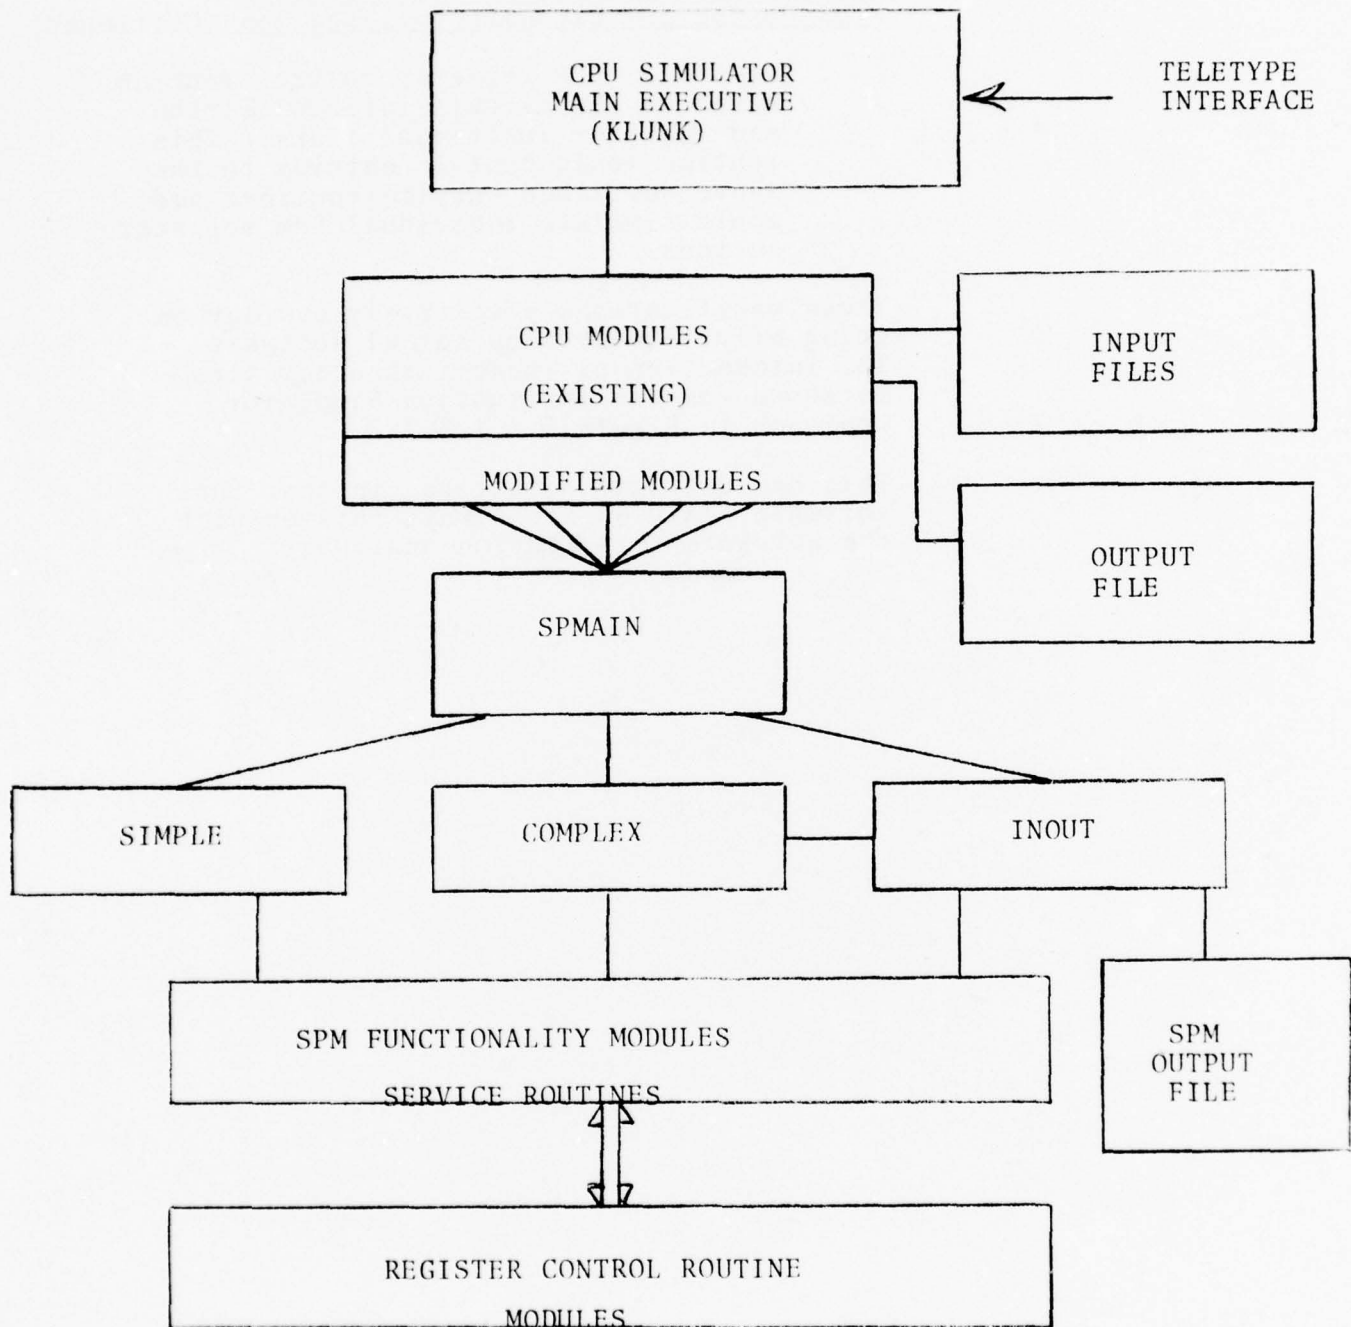 CPU SIMULATOR
MAIN EXECUTIVE
(KLUNK)
TELETYPE
INTERFACE
CPU MODULES
(EXISTING)
INPUT
FILES
MODIFIED MODULES
OUTPUT
FILE
SPMAIN
SIMPLE
COMPLEX
INOUT
SPM FUNCTIONALITY MODULES
SERVICE ROUTINES
SPM
OUTPUT
FILE
REGISTER CONTROL ROUTINE
MODULES